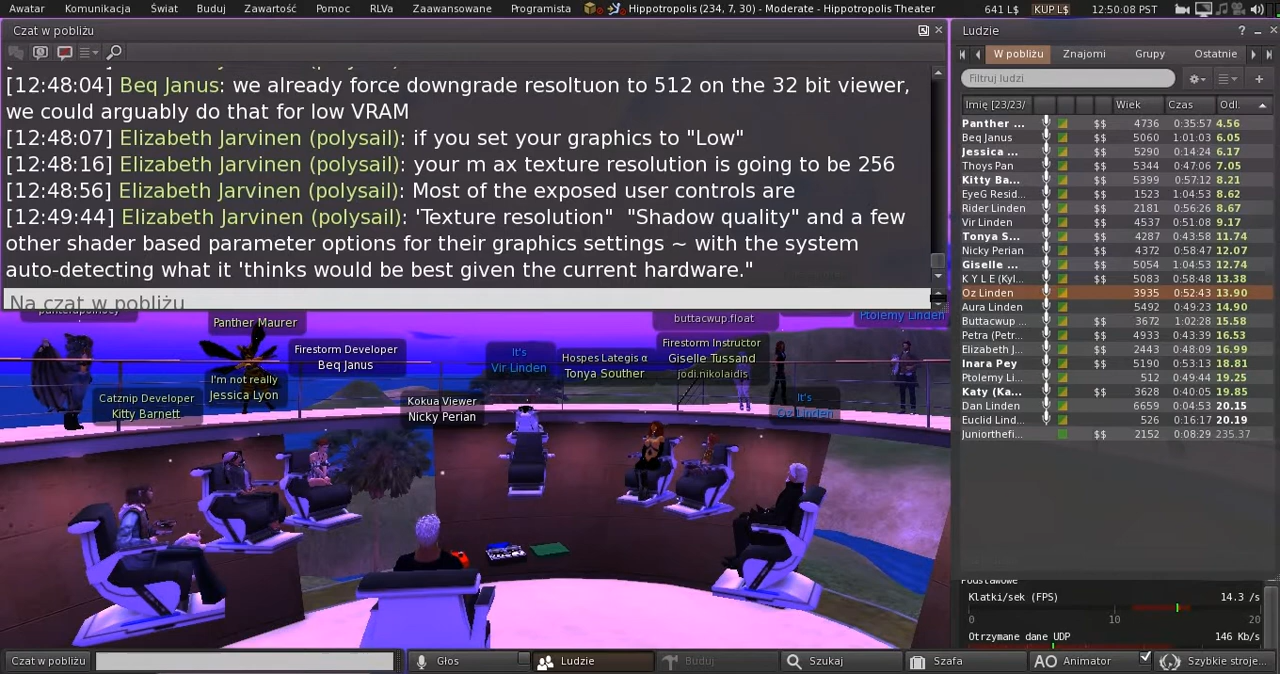 Awatar Komunikacja Świat Buduj Zawartość Pomoc RLVa Zaawansowane Programista Hippotropolis (234, 7, 30) - Moderate - Hippotropolis Theater 641 L$ KUP L$ 12:50:08 PST
Czat w pobliżu
[12:48:04] Beq Janus: we already force downgrade resoltuon to 512 on the 32 bit viewer,
we could arguably do that for low VRAM
[12:48:07] Elizabeth Jarvinen (polysail): if you set your graphics to "Low"
[12:48:16] Elizabeth Jarvinen (polysail): your m ax texture resolution is going to be 256
[12:48:56] Elizabeth Jarvinen (polysail): Most of the exposed user controls are
[12:49:44] Elizabeth Jarvinen (polysail): 'Texture resolution"  "Shadow quality" and a few
other shader based parameter options for their graphics settings ~ with the system
auto-detecting what it 'thinks would be best given the current hardware."
Na czat w pobliżu
Panther Maurer
Firestorm Developer
Beq Janus
I'm not really
Jessica Lyon
Catznip Developer
Kitty Barnett
Kokua Viewer
Nicky Perian
It's
Vir Linden
Hospes Lategis α
Tonya Souther
buttacwup.float
Firestorm Instructor
Giselle Tussand
jodi.nikolaidis
Ptolemy Linden
It's
Oz Linden
Ludzie
? _ ×
W pobliżu Znajomi Grupy Ostatnie
Filtruj ludzi
Imię [23/23/ Wiek Czas Odl.
Panther ... $$ 4736 0:35:57 4.56
Beq Janus $$ 5060 1:01:03 6.05
Jessica ... $$ 5290 0:14:24 6.17
Thoys Pan $$ 5344 0:47:06 7.05
Kitty Ba... $$ 5399 0:57:12 8.21
EyeG Resid... $$ 1523 1:04:53 8.62
Rider Linden $$ 2181 0:56:26 8.67
Vir Linden $$ 4537 0:51:08 9.17
Tonya S... $$ 4287 0:43:58 11.74
Nicky Perian $$ 4372 0:58:47 12.07
Giselle ... $$ 5054 1:04:53 12.74
K Y L E (Kyl... $$ 5083 0:58:48 13.38
Oz Linden 3935 0:52:43 13.90
Aura Linden 5492 0:49:23 14.90
Buttacwup ... $$ 3672 1:02:28 15.58
Petra (Petr... $$ 4933 0:43:39 16.53
Elizabeth J... $$ 2443 0:48:09 16.99
Inara Pey $$ 5190 0:53:13 18.81
Ptolemy Li... 512 0:49:44 19.25
Katy (Ka... $$ 3628 0:40:05 19.85
Dan Linden 6659 0:04:53 20.15
Euclid Lind... 526 0:16:17 20.19
Juniorthefi... $$ 2152 0:08:29 235.37
Podstawowe
Klatki/sek (FPS) 14.3 /s
0 10 20
Otrzymane dane UDP 146 Kb/s
Czat w pobliżu Głos Ludzie Buduj Szukaj Szafa AO Animator Szybkie stroje...